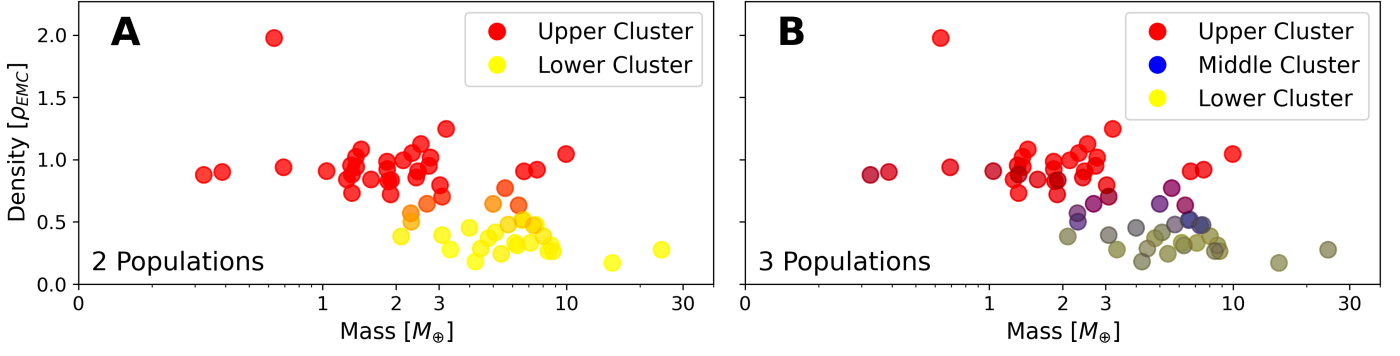 A
Upper Cluster
Lower Cluster
2 Populations
Density [ρEMC]
2.0
1.5
1.0
0.5
0.0
0 1 2 3 10 30
Mass [M⊕]
B
Upper Cluster
Middle Cluster
Lower Cluster
3 Populations
0 1 2 3 10 30
Mass [M⊕]